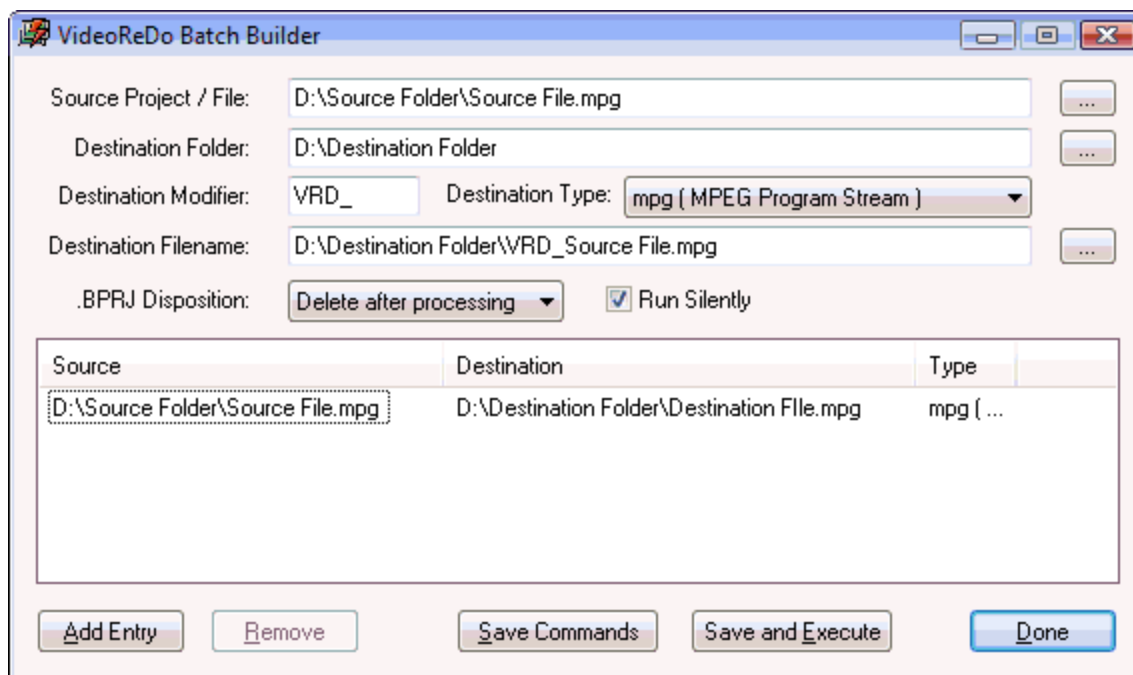 VideoReDo Batch Builder
Source Project / File: D:\Source Folder\Source File.mpg ...
Destination Folder: D:\Destination Folder ...
Destination Modifier: VRD_ Destination Type: mpg ( MPEG Program Stream )
Destination Filename: D:\Destination Folder\VRD_Source File.mpg ...
.BPRJ Disposition: Delete after processing Run Silently
Source Destination Type
D:\Source Folder\Source File.mpg D:\Destination Folder\Destination FIle.mpg mpg ( ...
Add Entry Remove Save Commands Save and Execute Done